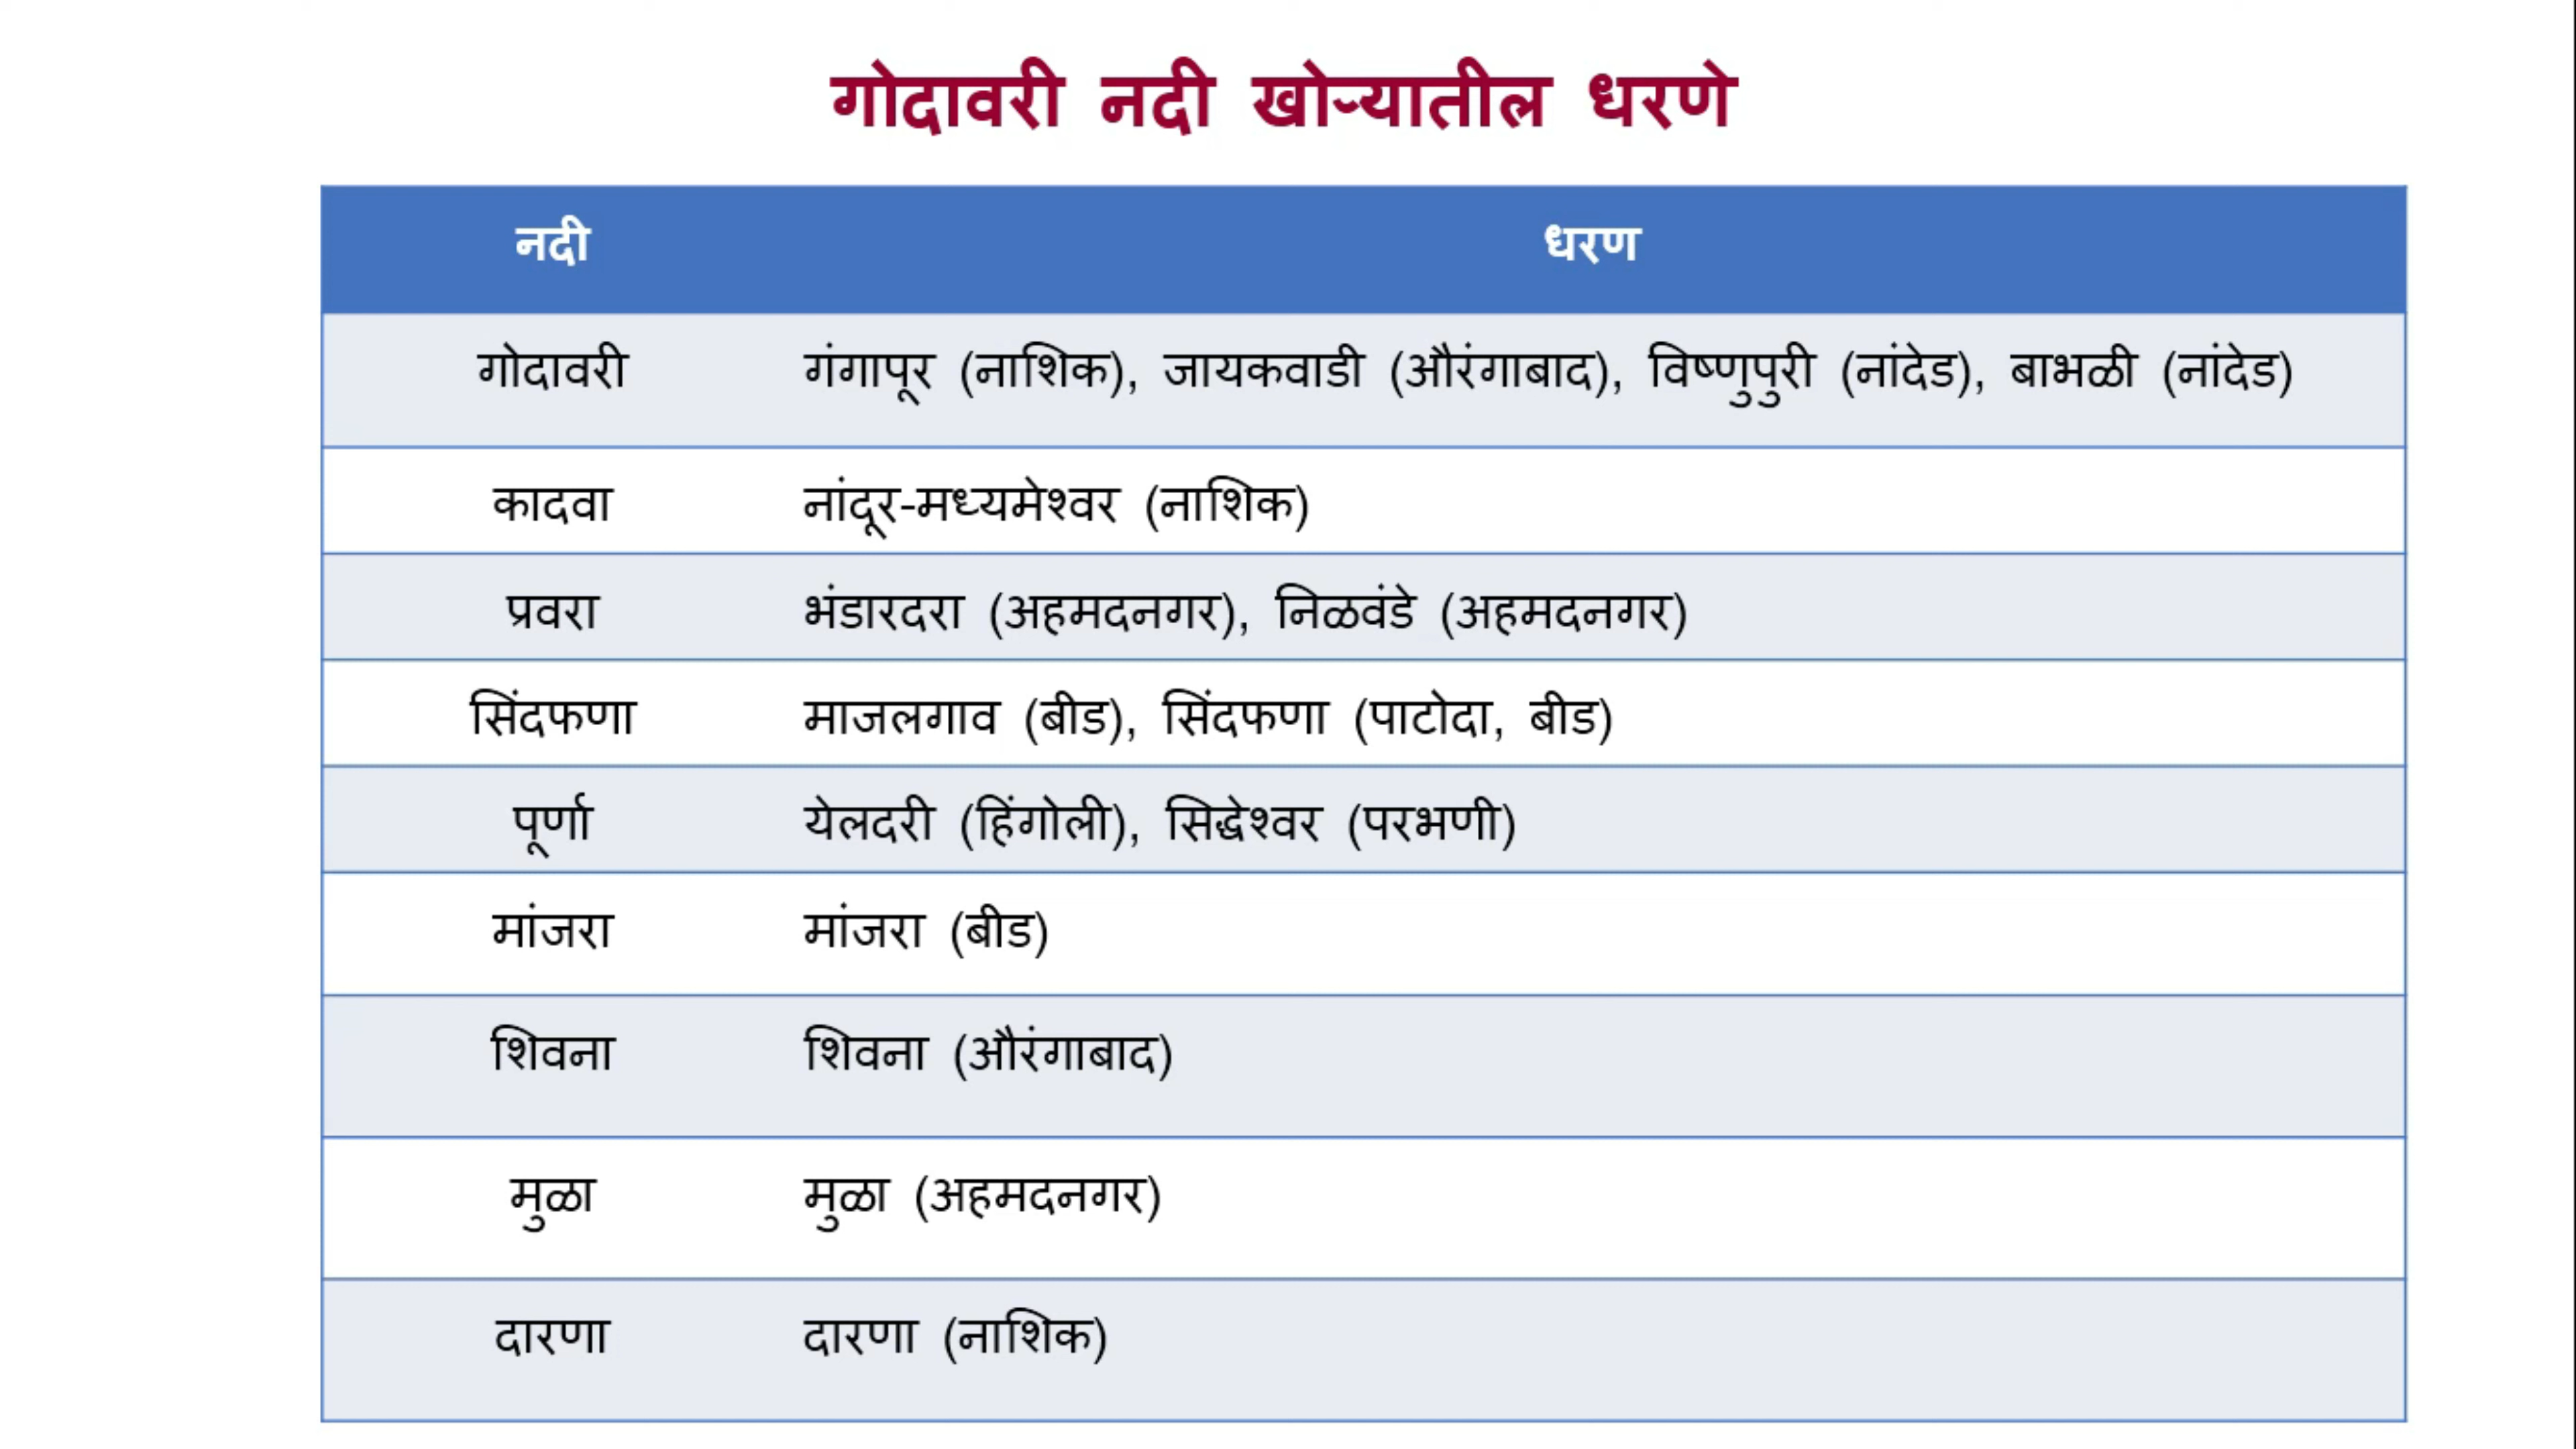 गोदावरी नदी खोऱ्यातील धरणे
नदी धरण
गोदावरी गंगापूर (नाशिक), जायकवाडी (औरंगाबाद), विष्णुपुरी (नांदेड), बाभळी (नांदेड)
कादवा नांदूर-मध्यमेश्वर (नाशिक)
प्रवरा भंडारदरा (अहमदनगर), निळवंडे (अहमदनगर)
सिंदफणा माजलगाव (बीड), सिंदफणा (पाटोदा, बीड)
पूर्णा येलदरी (हिंगोली), सिद्धेश्वर (परभणी)
मांजरा मांजरा (बीड)
शिवना शिवना (औरंगाबाद)
मुळा मुळा (अहमदनगर)
दारणा दारणा (नाशिक)